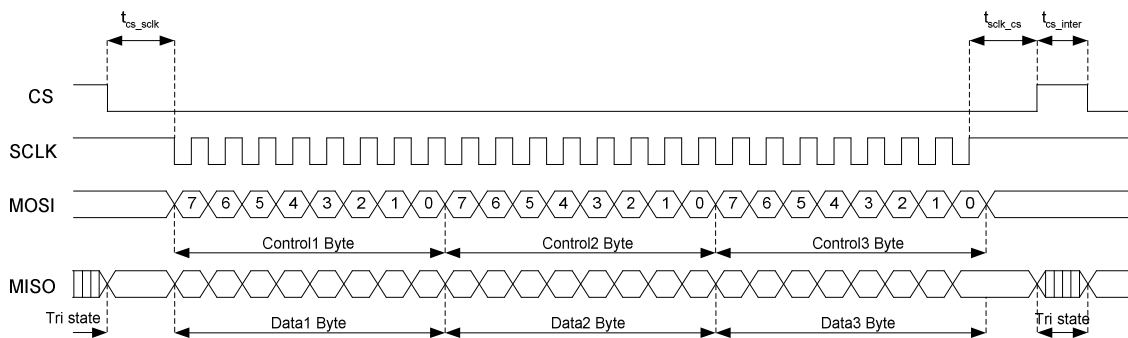 tcs_sclk tsclk_cs tcs_inter
CS
SCLK
MOSI 7 6 5 4 3 2 1 0 7 6 5 4 3 2 1 0 7 6 5 4 3 2 1 0
Control1 Byte Control2 Byte Control3 Byte
MISO
Tri state Data1 Byte Data2 Byte Data3 Byte Tri state